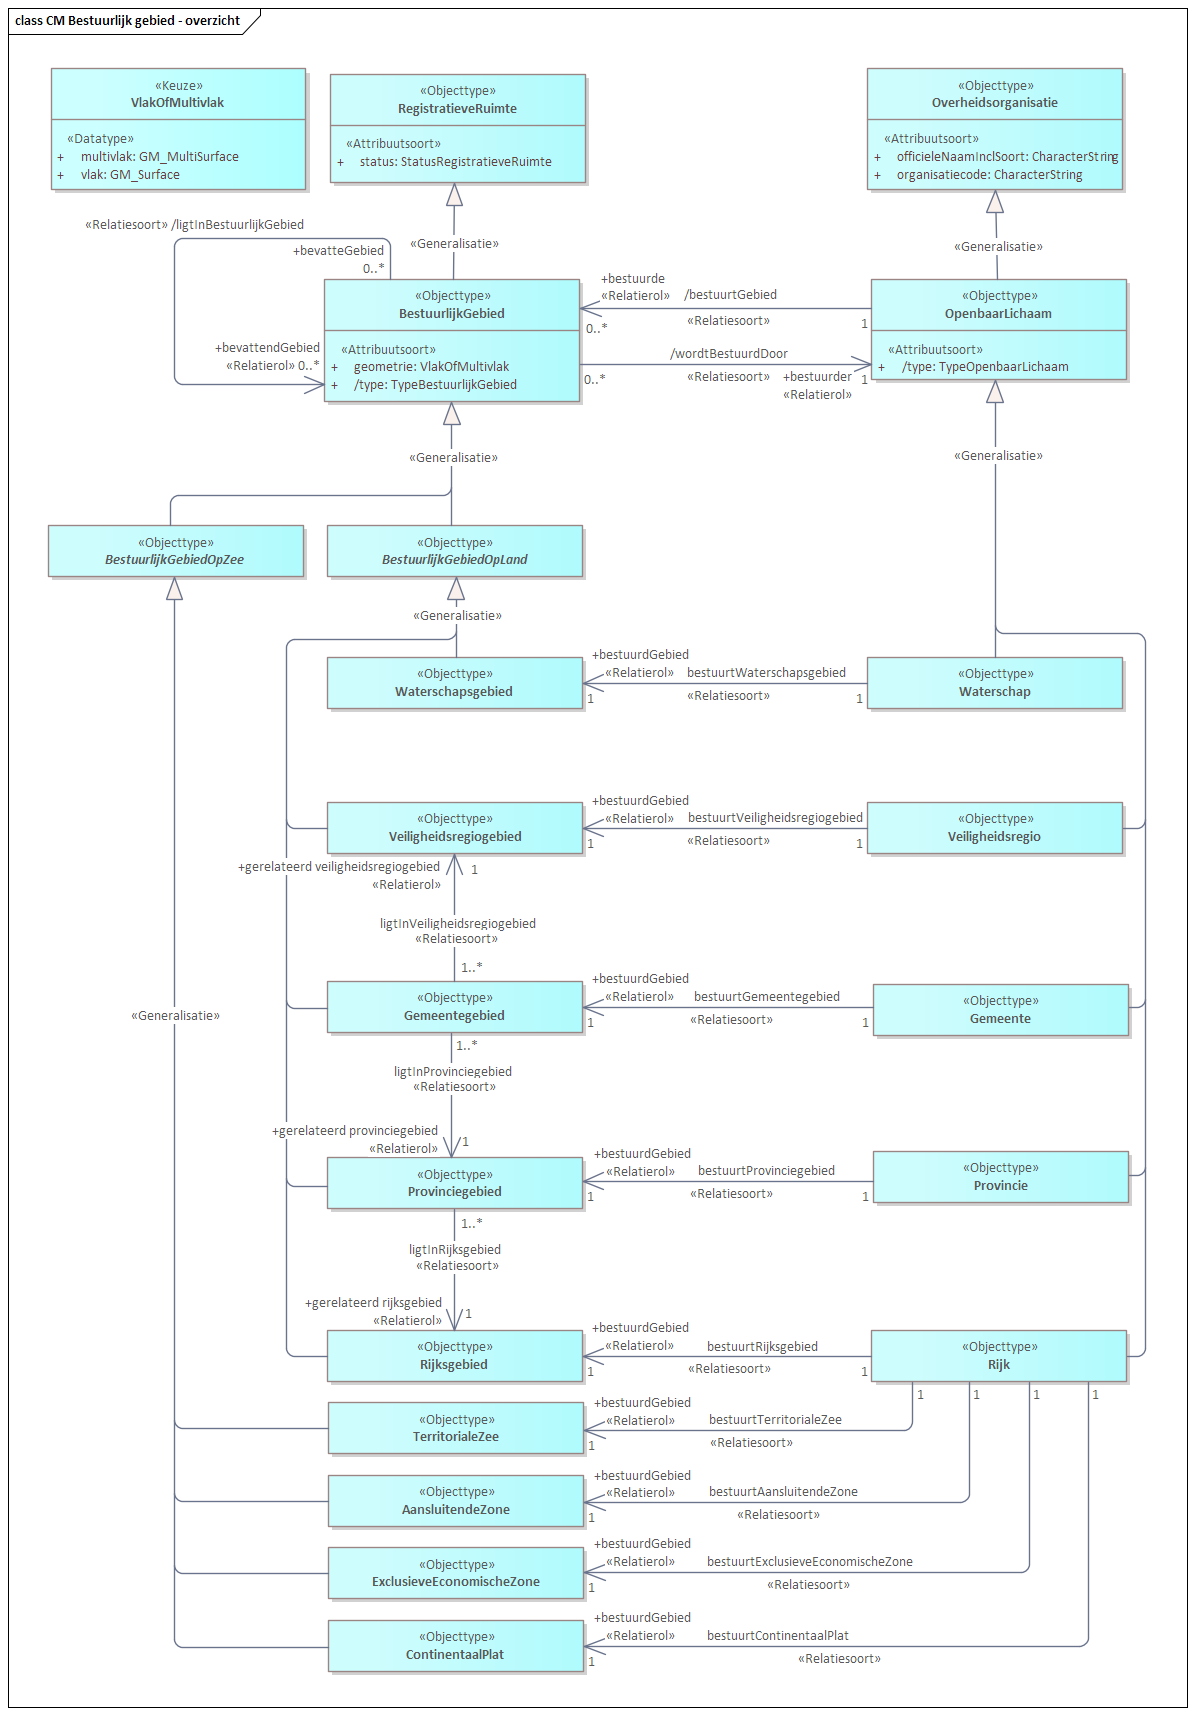 class CM Bestuurlijk gebied - overzicht
«Keuze»
VlakOfMultivlak
«Datatype»
+ multivlak: GM_MultiSurface
+ vlak: GM_Surface
«Objecttype»
RegistratieveRuimte
«Attribuutsoort»
+ status: StatusRegistratieveRuimte
«Objecttype»
Overheidsorganisatie
«Attribuutsoort»
+ officieleNaamInclSoort: CharacterString
+ organisatiecode: CharacterString
«Relatiesoort» /ligtInBestuurlijkGebied
«Generalisatie»
«Generalisatie»
+bevatteGebied
0..*
«Objecttype»
BestuurlijkGebied
«Attribuutsoort»
+ geometrie: VlakOfMultivlak
+ /type: TypeBestuurlijkGebied
+bevattendGebied
«Relatierol» 0..*
+bestuurde
«Relatierol»
/bestuurtGebied
0..*
«Relatiesoort»
1
/wordtBestuurdDoor
0..*
«Relatiesoort»
+bestuurder
1
«Relatierol»
«Objecttype»
OpenbaarLichaam
«Attribuutsoort»
+ /type: TypeOpenbaarLichaam
«Generalisatie»
«Generalisatie»
«Objecttype»
BestuurlijkGebiedOpZee
«Objecttype»
BestuurlijkGebiedOpLand
«Generalisatie»
«Objecttype»
Waterschapsgebied
+bestuurdGebied
«Relatierol»
bestuurtWaterschapsgebied
1
«Relatiesoort»
1
«Objecttype»
Waterschap
«Objecttype»
Veiligheidsregiogebied
+bestuurdGebied
«Relatierol»
bestuurtVeiligheidsregiogebied
1
«Relatiesoort»
1
«Objecttype»
Veiligheidsregio
+gerelateerd veiligheidsregiogebied
1
«Relatierol»
ligtInVeiligheidsregiogebied
«Relatiesoort»
1..*
«Objecttype»
Gemeentegebied
+bestuurdGebied
«Relatierol»
bestuurtGemeentegebied
1
«Relatiesoort»
1
«Objecttype»
Gemeente
«Generalisatie»
1..*
ligtInProvinciegebied
«Relatiesoort»
+gerelateerd provinciegebied
1
«Relatierol»
«Objecttype»
Provinciegebied
+bestuurdGebied
«Relatierol»
bestuurtProvinciegebied
1
«Relatiesoort»
1
«Objecttype»
Provincie
1..*
ligtInRijksgebied
«Relatiesoort»
+gerelateerd rijksgebied
1
«Relatierol»
«Objecttype»
Rijksgebied
+bestuurdGebied
«Relatierol»
bestuurtRijksgebied
1
«Relatiesoort»
1
«Objecttype»
Rijk
1
1
1
1
«Objecttype»
TerritorialeZee
+bestuurdGebied
«Relatierol»
bestuurtTerritorialeZee
1
«Relatiesoort»
«Objecttype»
AansluitendeZone
+bestuurdGebied
«Relatierol»
bestuurtAansluitendeZone
1
«Relatiesoort»
«Objecttype»
ExclusieveEconomischeZone
+bestuurdGebied
«Relatierol»
bestuurtExclusieveEconomischeZone
1
«Relatiesoort»
«Objecttype»
ContinentaalPlat
+bestuurdGebied
«Relatierol»
bestuurtContinentaalPlat
1
«Relatiesoort»